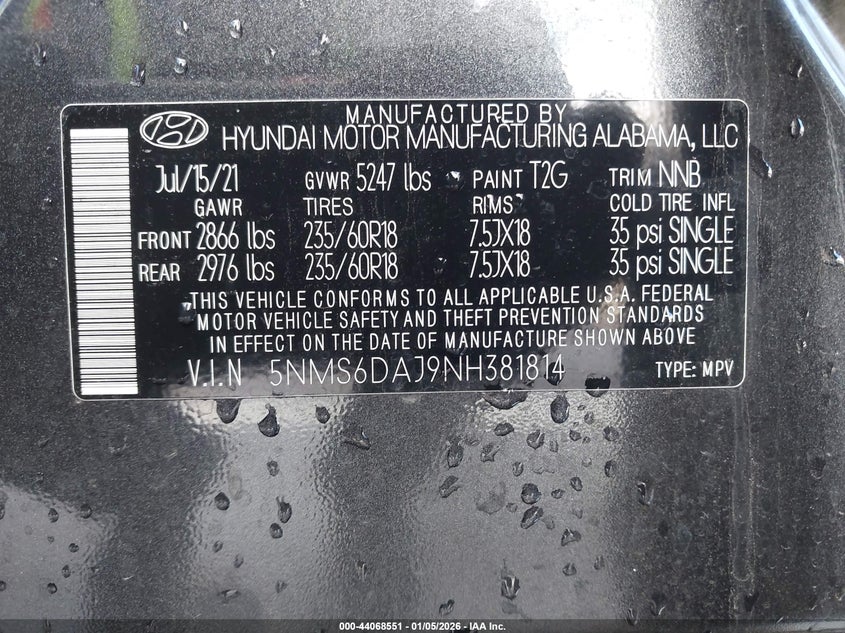 MANUFACTURED BY
HYUNDAI MOTOR MANUFACTURING ALABAMA, LLC
Jul/15/21 GVWR 5247 lbs PAINT T2G TRIM NNB
GAWR TIRES RIMS COLD TIRE INFL
FRONT 2866 lbs 235/60R18 7.5JX18 35 psi SINGLE
REAR 2976 lbs 235/60R18 7.5JX18 35 psi SINGLE
THIS VEHICLE CONFORMS TO ALL APPLICABLE U.S.A. FEDERAL
MOTOR VEHICLE SAFETY AND THEFT PREVENTION STANDARDS
IN EFFECT ON THE DATE OF MANUFACTURE SHOWN ABOVE
V.I.N 5NMS6DAJ9NH381814 TYPE: MPV
000-44068551 - 01/05/2026 - IAA Inc.